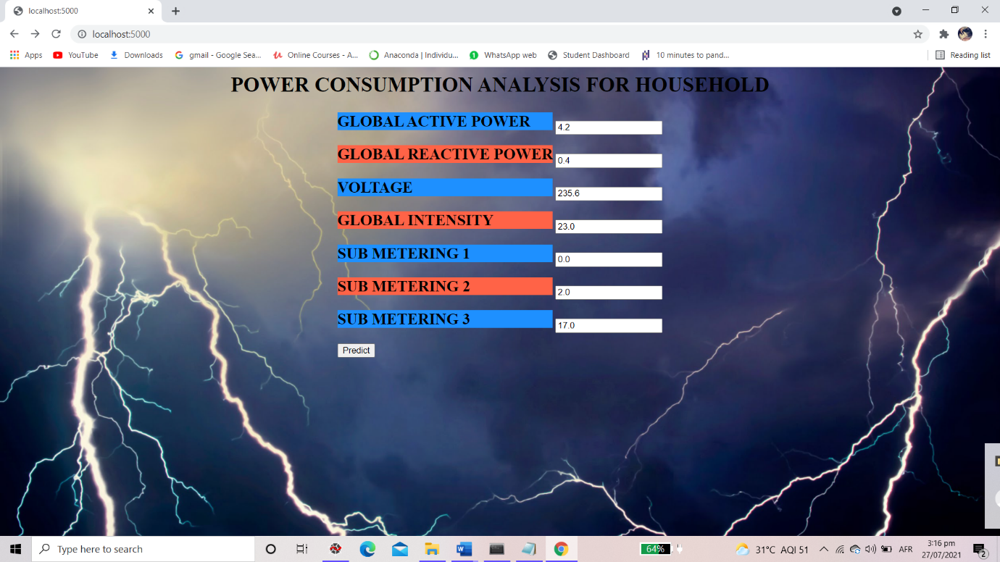 localhost:5000
localhost:5000
Apps YouTube Downloads gmail - Google Sea... Online Courses - A... Anaconda | Individu... WhatsApp web Student Dashboard 10 minutes to pand... Reading list
POWER CONSUMPTION ANALYSIS FOR HOUSEHOLD
GLOBAL ACTIVE POWER 4.2
GLOBAL REACTIVE POWER 0.4
VOLTAGE 235.6
GLOBAL INTENSITY 23.0
SUB METERING 1 0.0
SUB METERING 2 2.0
SUB METERING 3 17.0
Predict
Type here to search 64% 31°C AQI 51 AFR 3:16 pm
27/07/2021 2